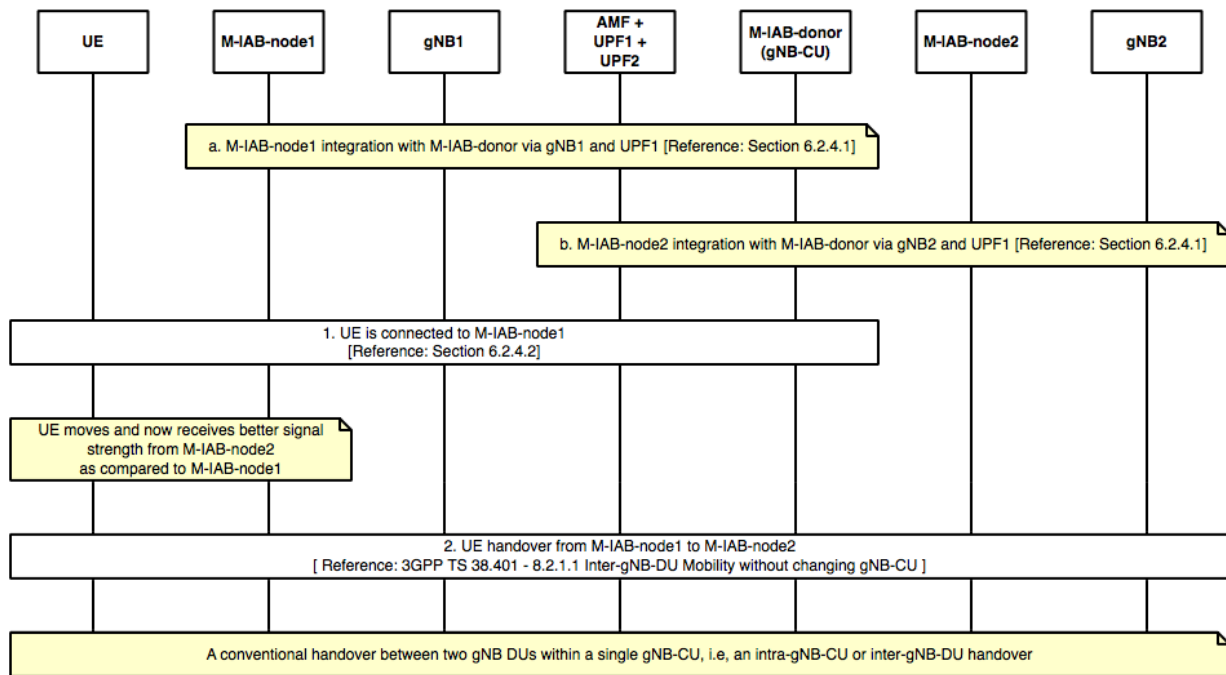 UE
M-IAB-node1
gNB1
AMF +
UPF1 +
UPF2
M-IAB-donor
(gNB-CU)
M-IAB-node2
gNB2
a. M-IAB-node1 integration with M-IAB-donor via gNB1 and UPF1 [Reference: Section 6.2.4.1]
b. M-IAB-node2 integration with M-IAB-donor via gNB2 and UPF1 [Reference: Section 6.2.4.1]
1. UE is connected to M-IAB-node1
[Reference: Section 6.2.4.2]
UE moves and now receives better signal
strength from M-IAB-node2
as compared to M-IAB-node1
2. UE handover from M-IAB-node1 to M-IAB-node2
[ Reference: 3GPP TS 38.401 - 8.2.1.1 Inter-gNB-DU Mobility without changing gNB-CU ]
A conventional handover between two gNB DUs within a single gNB-CU, i.e, an intra-gNB-CU or inter-gNB-DU handover